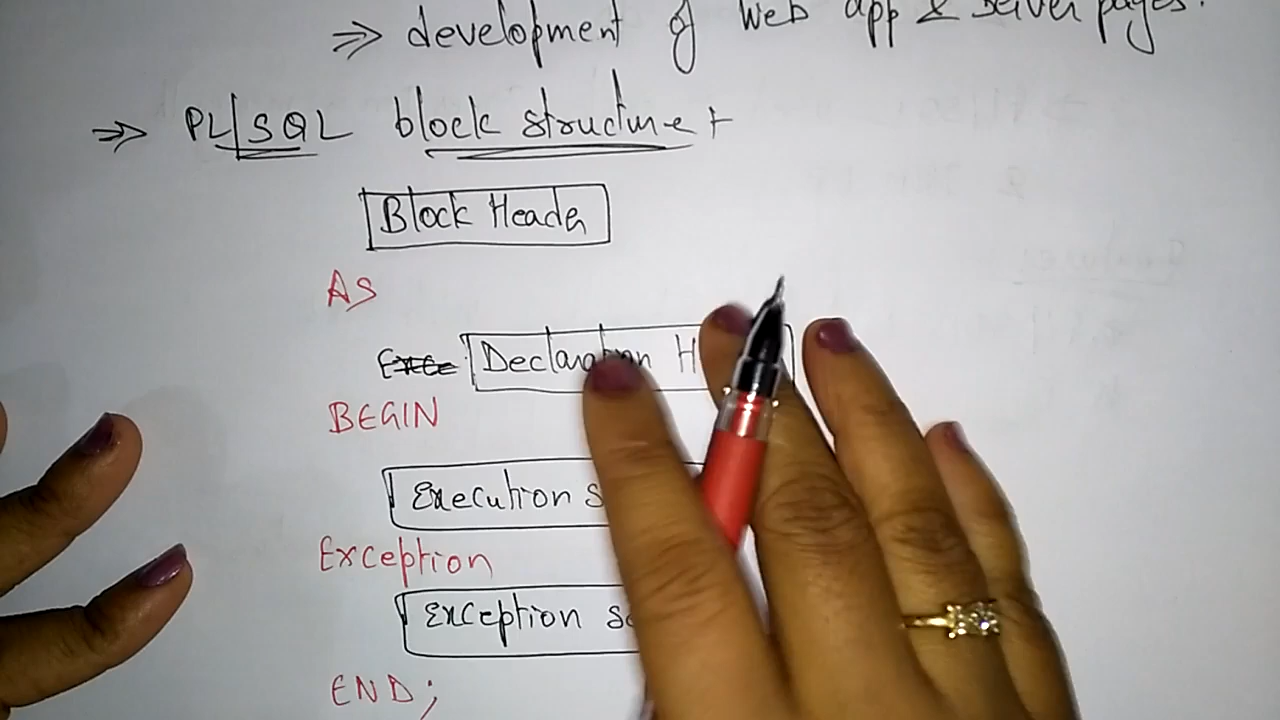 ⇒ development of Web app & Server pages.
⇒ PL/SQL block structure
Block Header
AS
Declaration H
BEGIN
Execution s
Exception
Exception se
END;